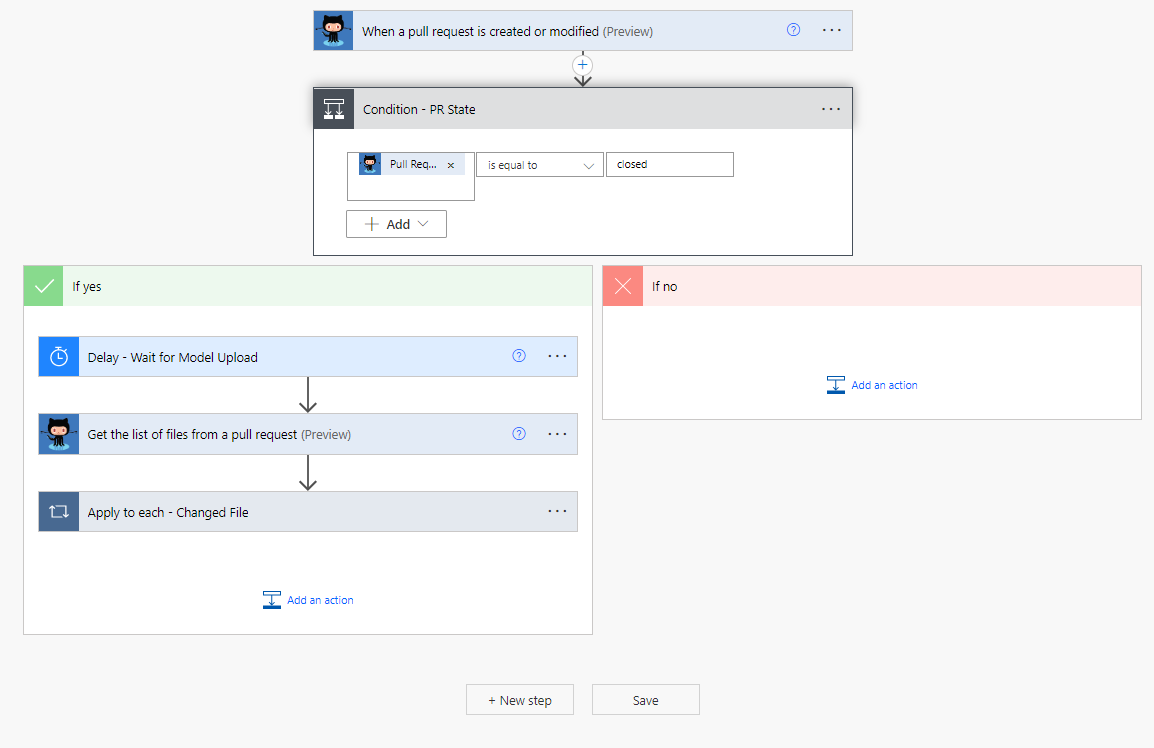 When a pull request is created or modified (Preview)
Condition - PR State
Pull Req... × is equal to closed
+ Add
If yes
If no
Delay - Wait for Model Upload
Add an action
Get the list of files from a pull request (Preview)
Apply to each - Changed File
Add an action
+ New step
Save